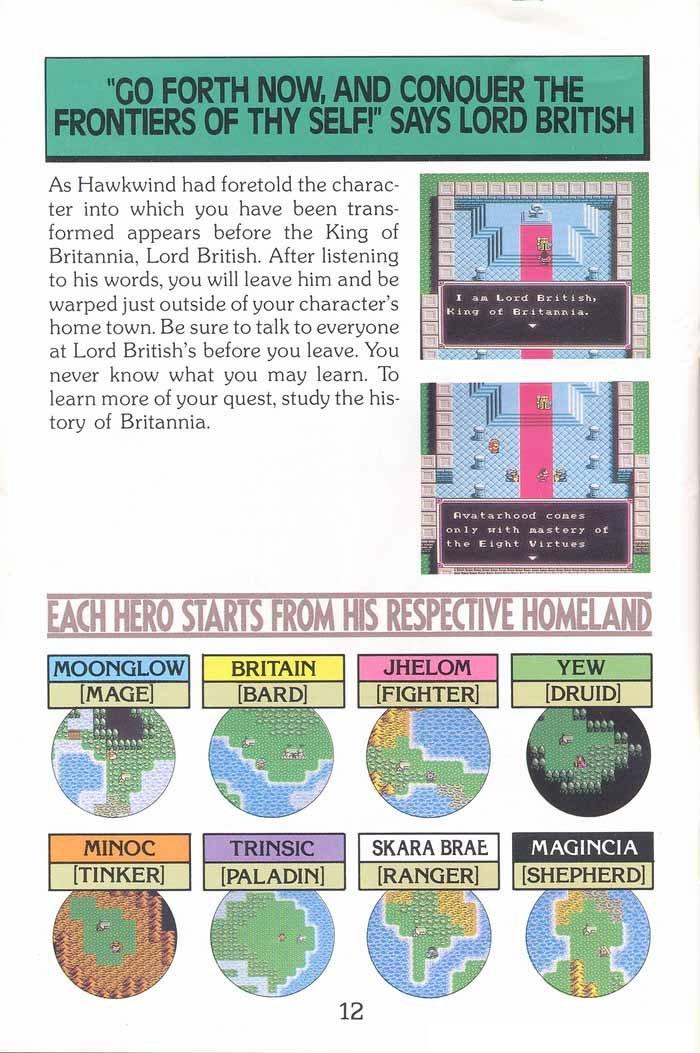 "GO FORTH NOW, AND CONQUER THE
FRONTIERS OF THY SELF!" SAYS LORD BRITISH
As Hawkwind had foretold the charac-
ter into which you have been trans-
formed appears before the King of
Britannia, Lord British. After listening
to his words, you will leave him and be
warped just outside of your character's
home town. Be sure to talk to everyone
at Lord British's before you leave. You
never know what you may learn. To
learn more of your quest, study the his-
tory of Britannia.
I am Lord British,
King of Britannia.
Avatarhood comes
only with mastery of
the Eight Virtues
EACH HERO STARTS FROM HIS RESPECTIVE HOMELAND
MOONGLOW
[MAGE]
BRITAIN
[BARD]
JHELOM
[FIGHTER]
YEW
[DRUID]
MINOC
[TINKER]
TRINSIC
[PALADIN]
SKARA BRAE
[RANGER]
MAGINCIA
[SHEPHERD]
12